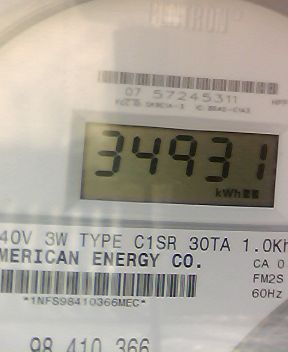 07 57245311
34931
kWh
40V 3W TYPE C1SR 30TA 1.0Kh
MERICAN ENERGY CO.
CA 0
FM2S
*1NFS98410366MEC*
60Hz
98 410 366